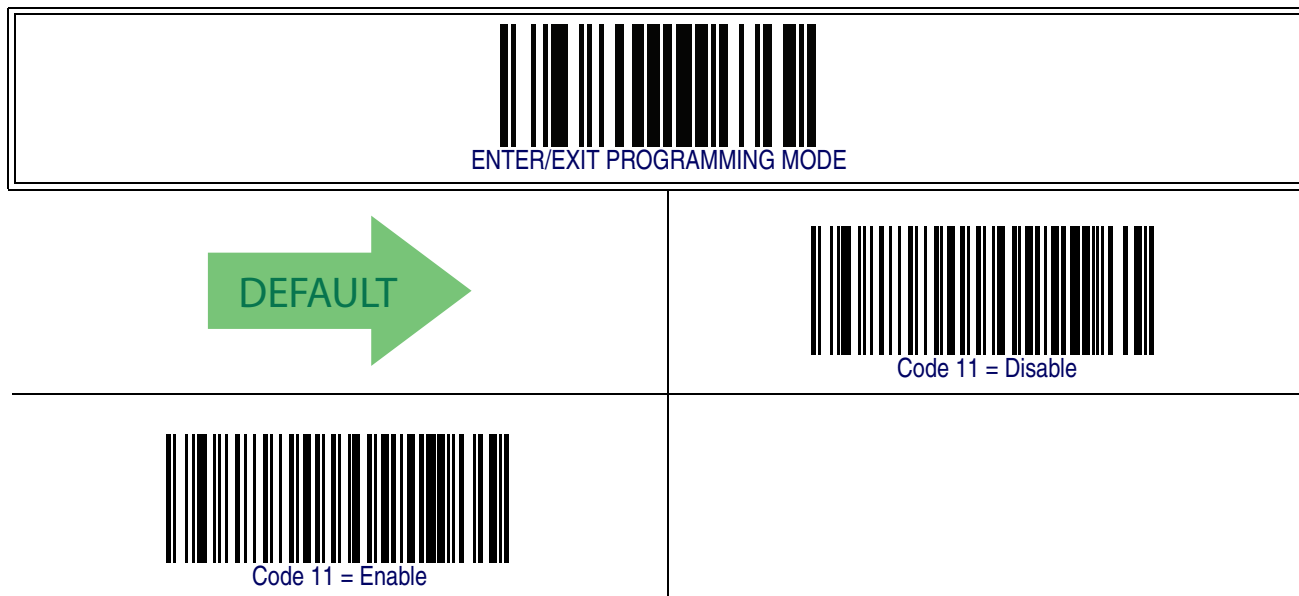 ENTER/EXIT PROGRAMMING MODE
DEFAULT
Code 11 = Disable
Code 11 = Enable